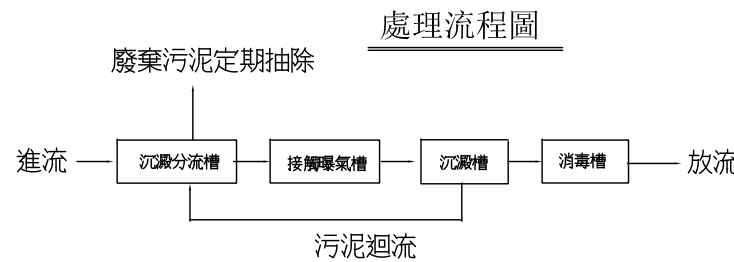 處理流程圖
廢棄污泥定期抽除
進流
沉澱分流槽
接觸曝氣槽
沉澱槽
消毒槽
放流
污泥迴流